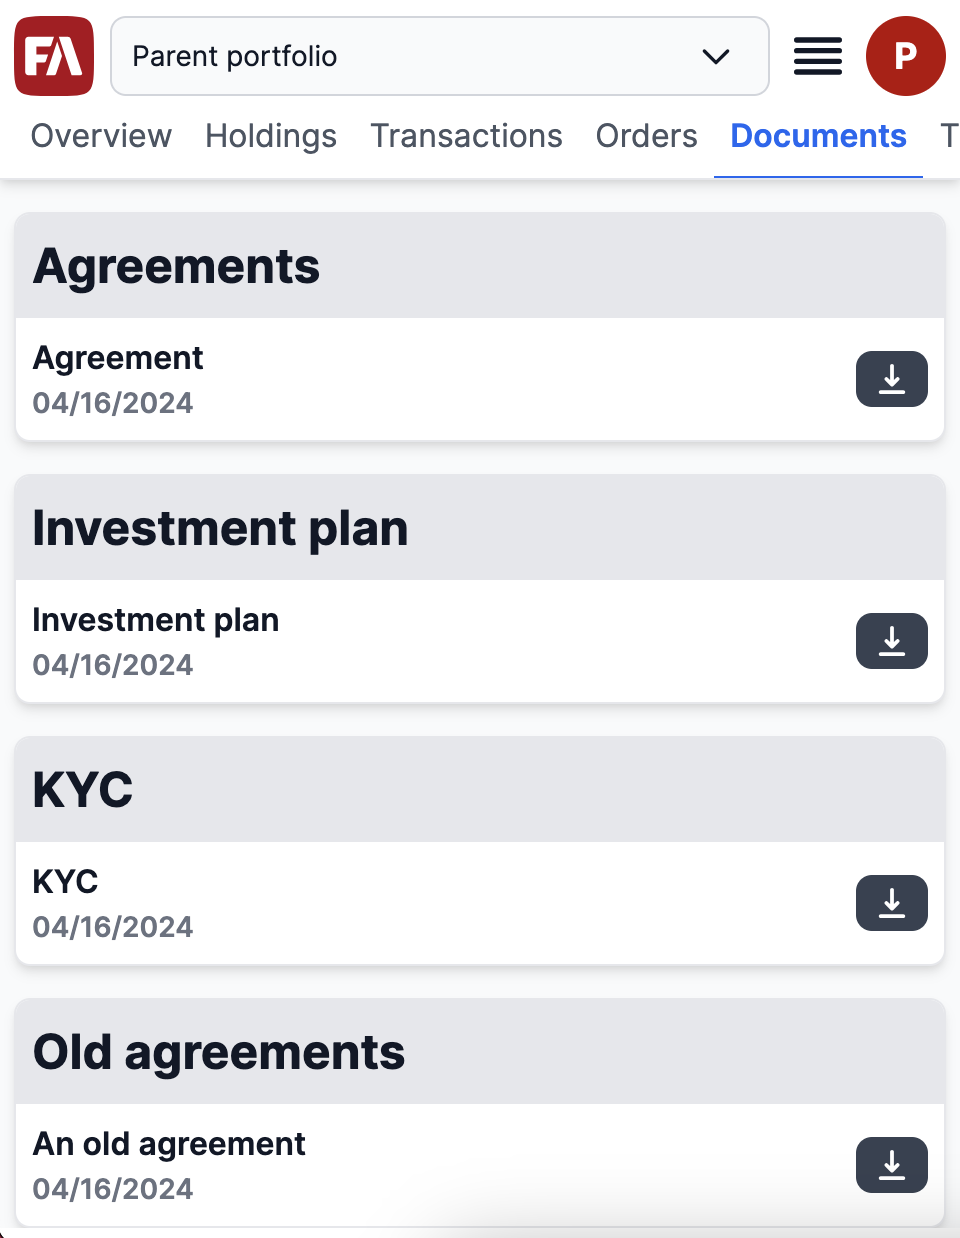 FA
Parent portfolio
P
Overview Holdings Transactions Orders Documents T
Agreements
Agreement
04/16/2024
Investment plan
Investment plan
04/16/2024
KYC
KYC
04/16/2024
Old agreements
An old agreement
04/16/2024